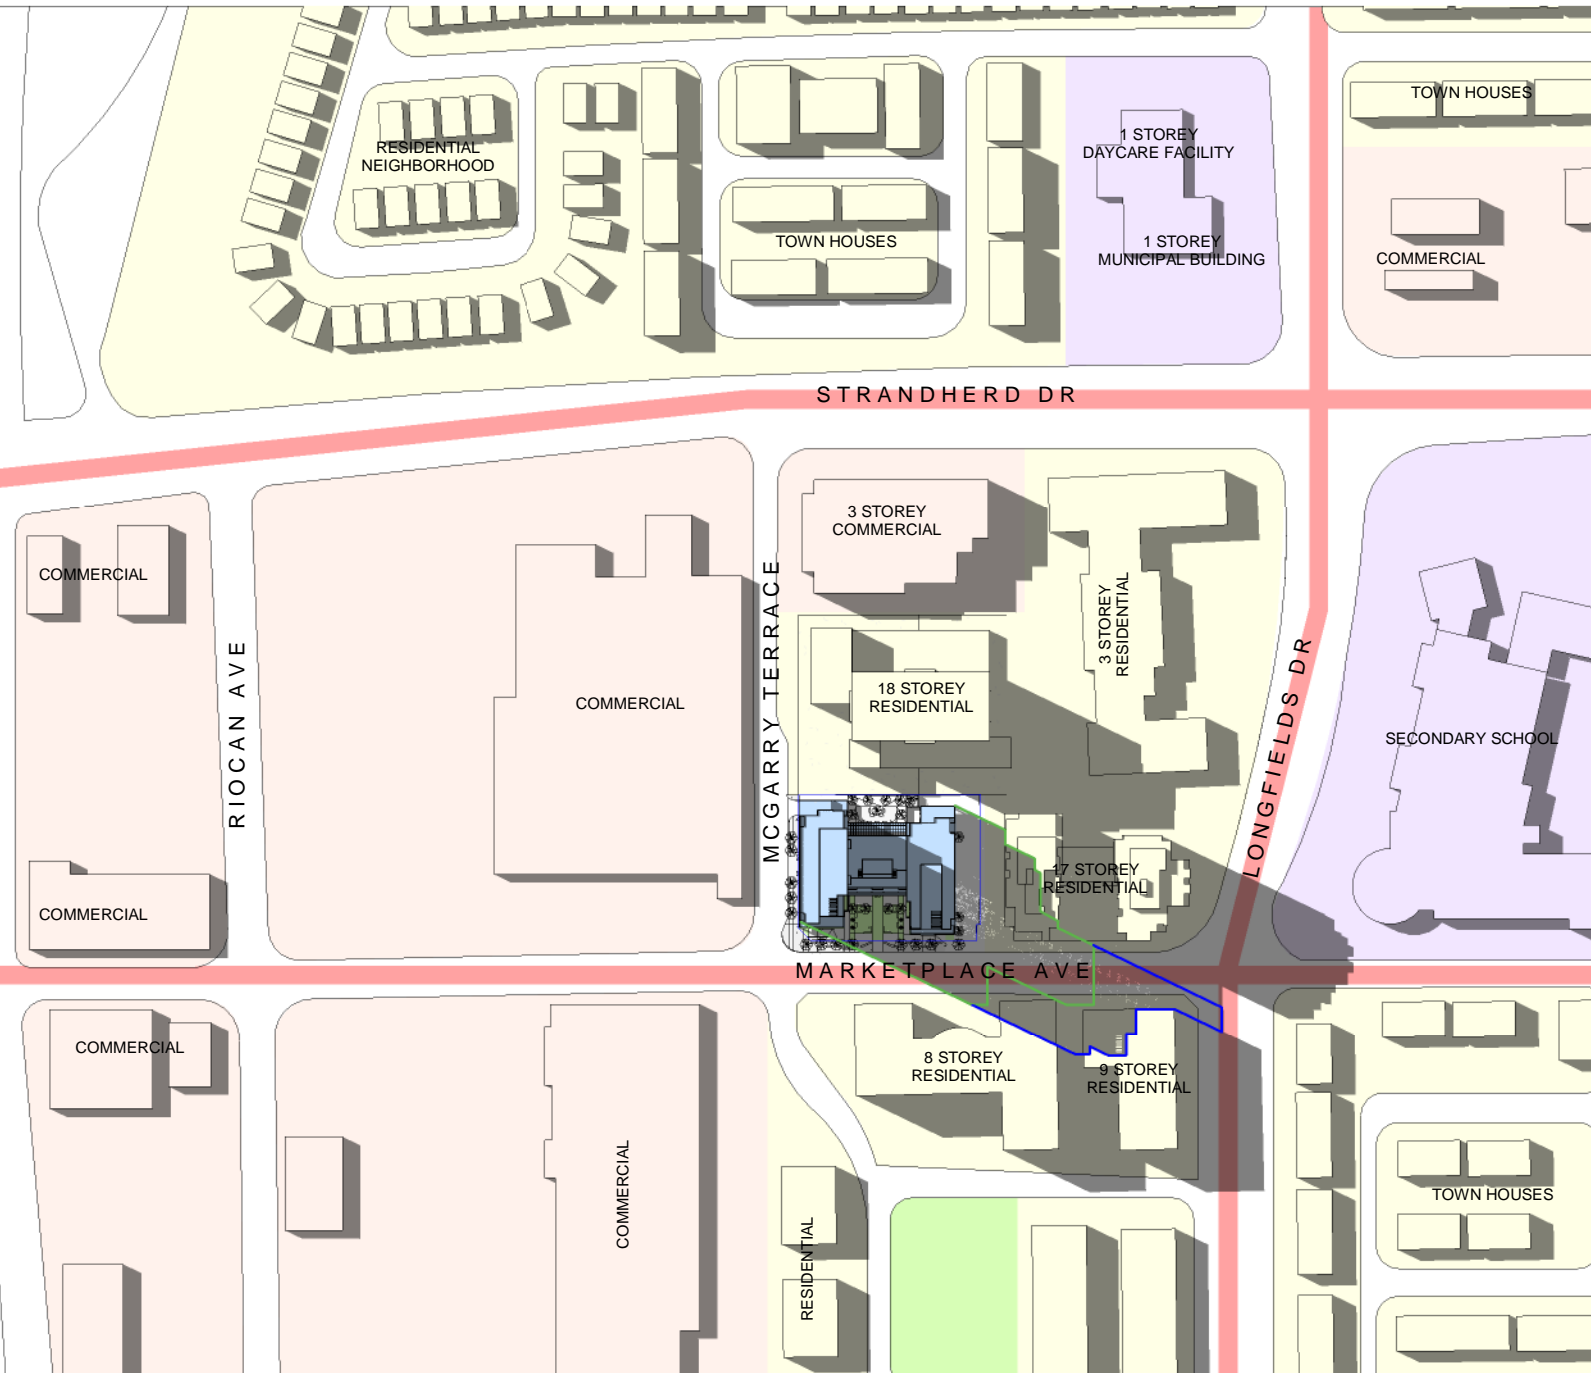 TOWN HOUSES
1 STOREY
DAYCARE FACILITY
RESIDENTIAL
NEIGHBORHOOD
TOWN HOUSES
1 STOREY
MUNICIPAL BUILDING
COMMERCIAL
STRANDHERD DR
3 STOREY
COMMERCIAL
COMMERCIAL
3 STOREY
RESIDENTIAL
MCGARRY TERRACE
RIOCAN AVE
COMMERCIAL
18 STOREY
RESIDENTIAL
LONGFIELDS DR
SECONDARY SCHOOL
17 STOREY
RESIDENTIAL
COMMERCIAL
MARKETPLACE AVE
COMMERCIAL
8 STOREY
RESIDENTIAL
9 STOREY
RESIDENTIAL
COMMERCIAL
TOWN HOUSES
RESIDENTIAL